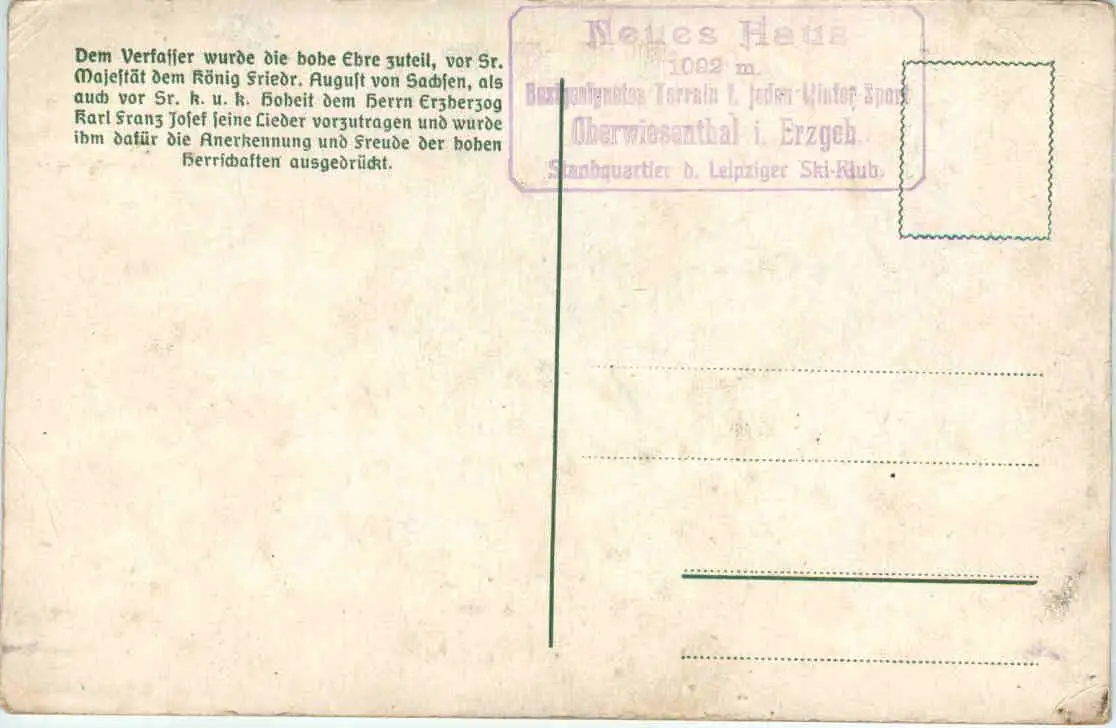 Dem Verfasser wurde die hohe Ehre zuteil, vor Sr.
Majestät dem König Friedr. August von Sachsen, als
auch vor Sr. k. u. k. Hoheit dem Herrn Erzherzog
Karl Franz Josef seine Lieder vorzutragen und wurde
ihm dafür die Anerkennung und Freude der hohen
Herrschaften ausgedrückt.
Neues Haus
1092 m.
Bestgeeignetes Terrain f. jeden Winter Sport
Oberwiesenthal i. Erzgeb.
Standquartier d. Leipziger Ski-Klub.